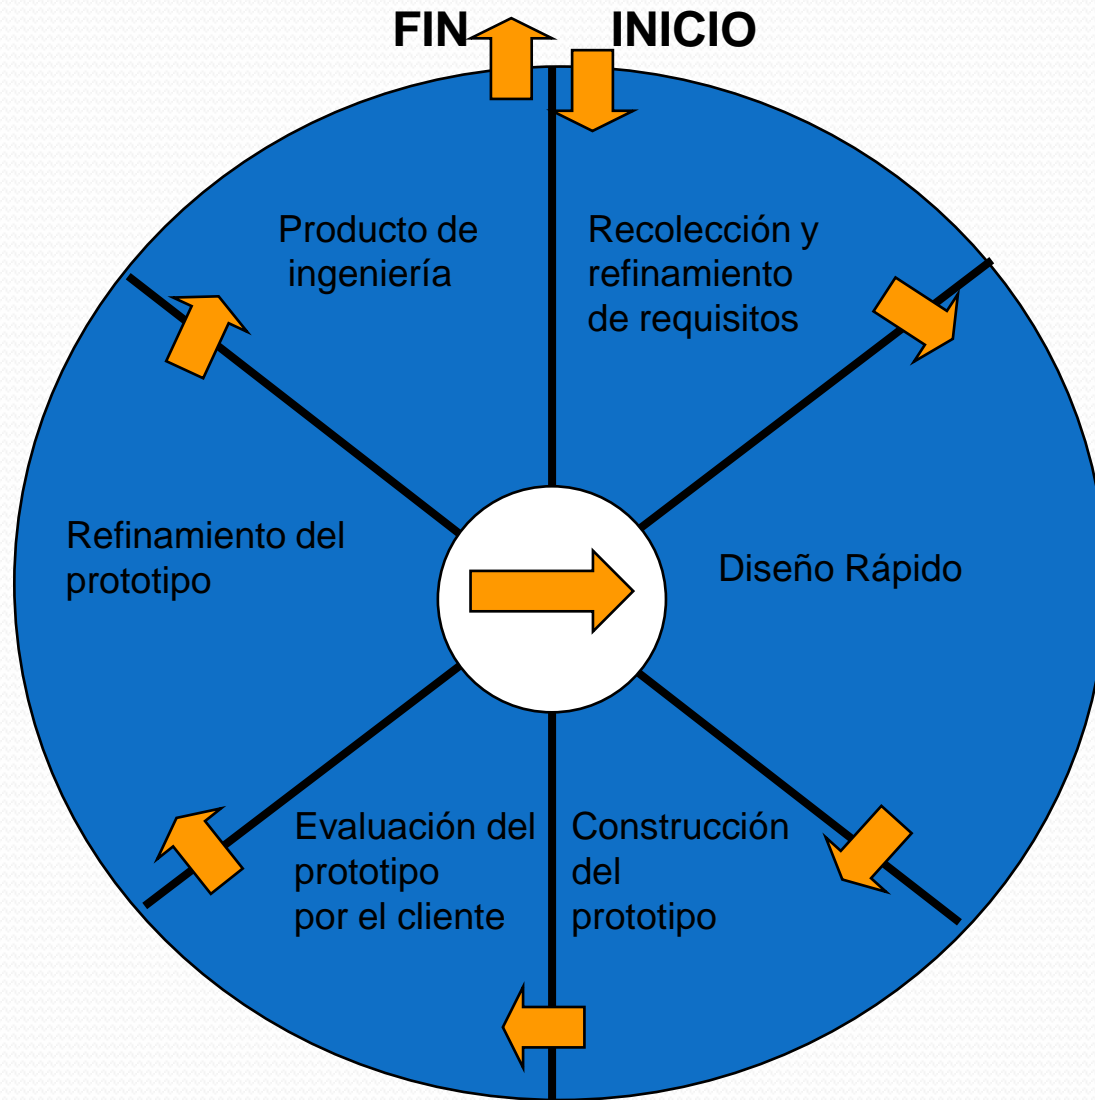 FIN
INICIO
Producto de
ingeniería
Recolección y
refinamiento
de requisitos
Refinamiento del
prototipo
Diseño Rápido
Evaluación del
prototipo
por el cliente
Construcción
del
prototipo